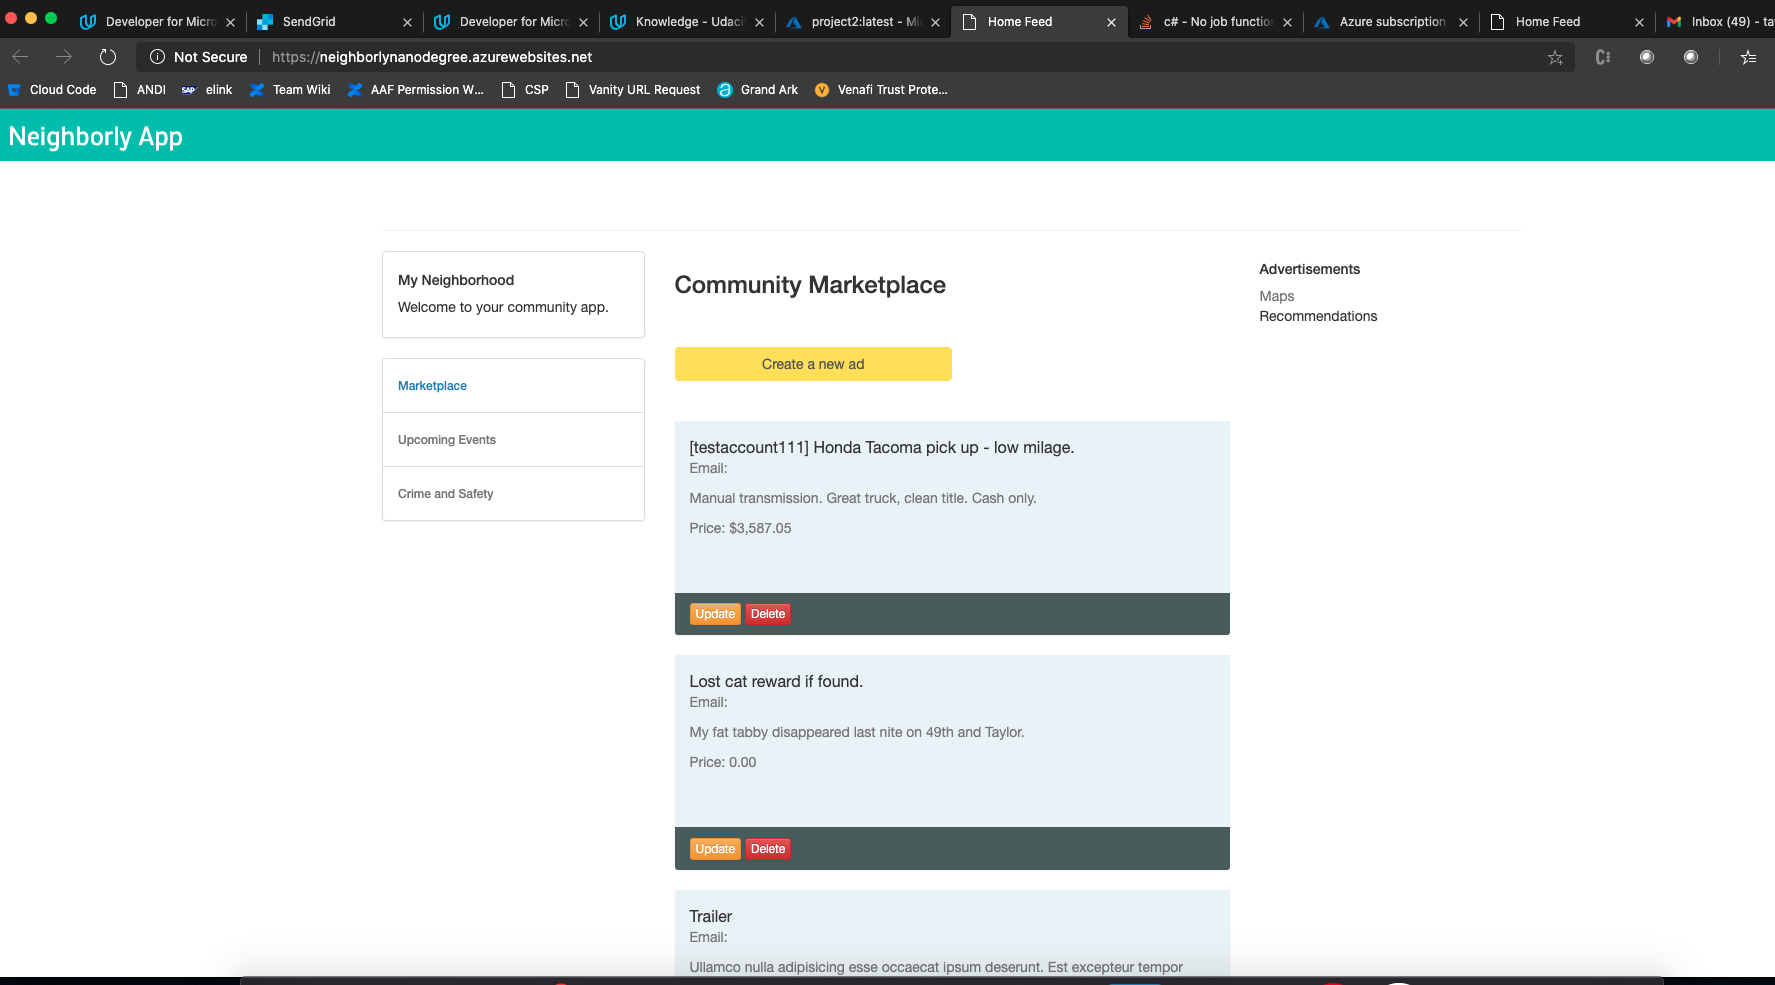 Developer for Micro
SendGrid
Developer for Micro
Knowledge - Udaci
project2:latest - Mi
Home Feed
c# - No job function
Azure subscription
Home Feed
Inbox (49) - ta
Not Secure
https://neighborlynanodegree.azurewebsites.net
Cloud Code
ANDI
SAP
elink
Team Wiki
AAF Permission W...
CSP
Vanity URL Request
Grand Ark
V
Venafi Trust Prote...
Neighborly App
My Neighborhood
Welcome to your community app.
Marketplace
Upcoming Events
Crime and Safety
Community Marketplace
Create a new ad
[testaccount111] Honda Tacoma pick up - low milage.
Email:
Manual transmission. Great truck, clean title. Cash only.
Price: $3,587.05
Update
Delete
Lost cat reward if found.
Email:
My fat tabby disappeared last nite on 49th and Taylor.
Price: 0.00
Update
Delete
Trailer
Email:
Ullamco nulla adipisicing esse occaecat ipsum deserunt. Est excepteur tempor
Advertisements
Maps
Recommendations